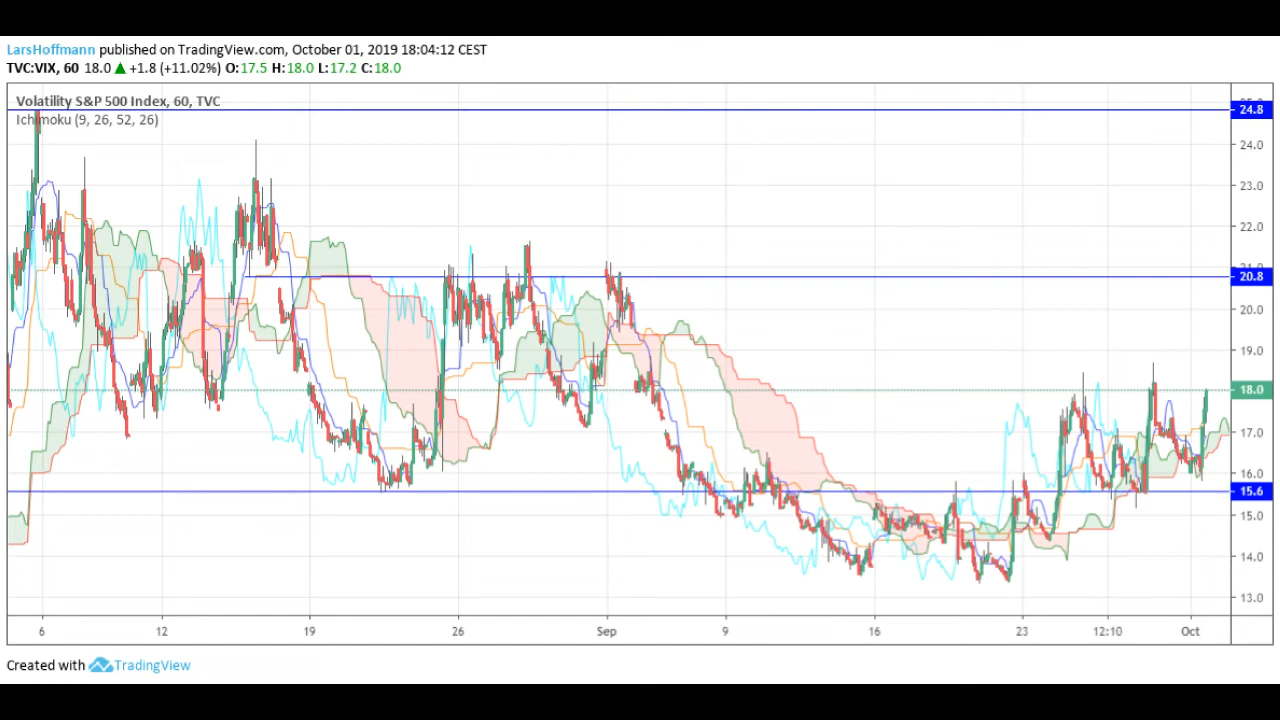 LarsHoffmann published on TradingView.com, October 01, 2019 18:04:12 CEST
TVC:VIX, 60 18.0 ▲ +1.8 (+11.02%) O:17.5 H:18.0 L:17.2 C:18.0
Volatility S&P 500 Index, 60, TVC
Ichimoku (9, 26, 52, 26)
24.8
24.0
23.0
22.0
20.8
20.0
19.0
18.0
17.0
16.0
15.6
15.0
14.0
13.0
6 12 19 26 Sep 9 16 23 12:10 Oct
Created with TradingView